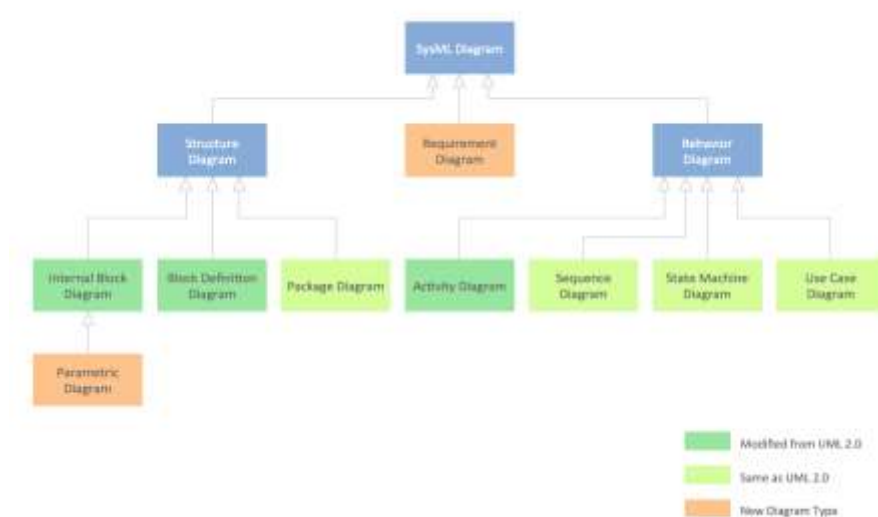 SysML Diagram
Structure
Diagram
Requirement
Diagram
Behavior
Diagram
Internal Block
Diagram
Block Definition
Diagram
Package Diagram
Activity Diagram
Sequence
Diagram
State Machine
Diagram
Use Case
Diagram
Parametric
Diagram
Modified from UML 2.0
Same as UML 2.0
New Diagram Type